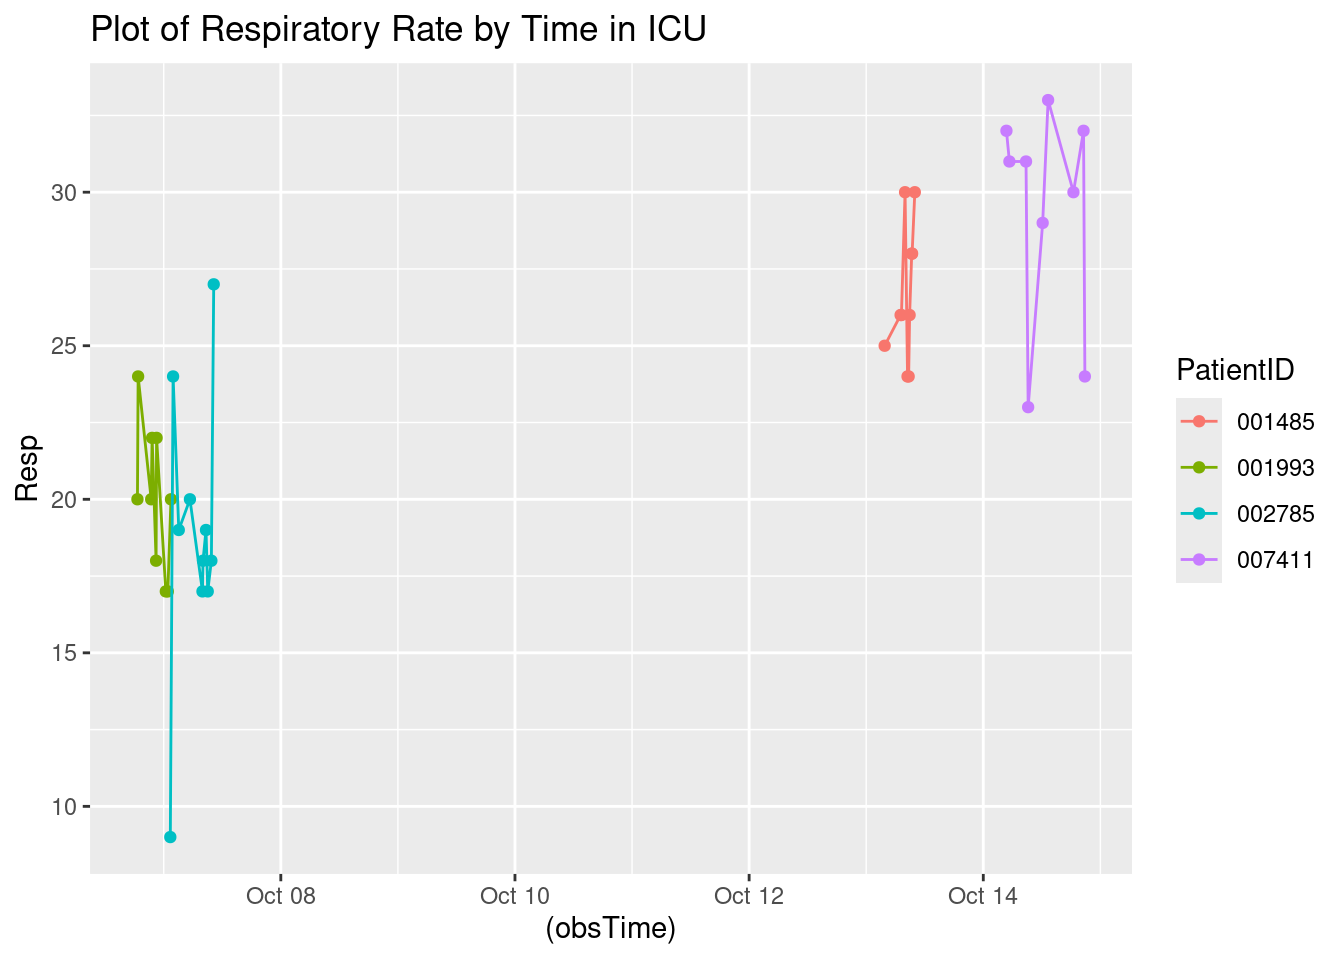 Plot of Respiratory Rate by Time in ICU
30
25
20
15
10
Resp
Oct 08
Oct 10
Oct 12
Oct 14
(obsTime)
PatientID
001485
001993
002785
007411